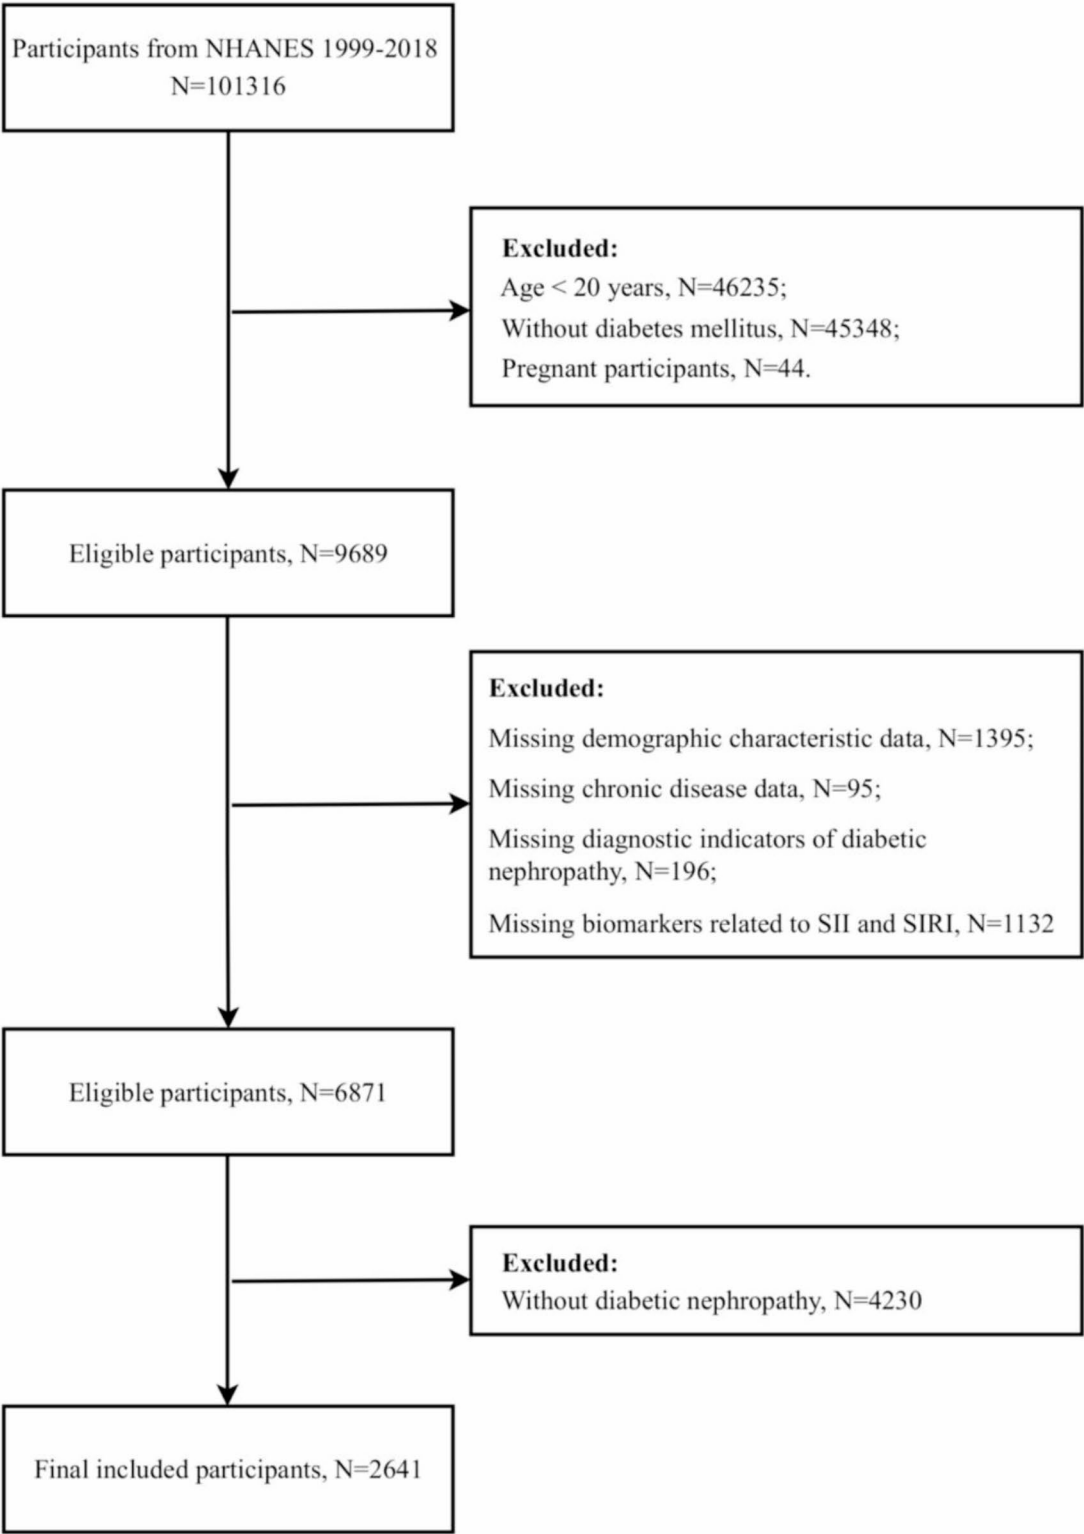 Participants from NHANES 1999-2018
N=101316
Excluded:
Age < 20 years, N=46235;
Without diabetes mellitus, N=45348;
Pregnant participants, N=44.
Eligible participants, N=9689
Excluded:
Missing demographic characteristic data, N=1395;
Missing chronic disease data, N=95;
Missing diagnostic indicators of diabetic
nephropathy, N=196;
Missing biomarkers related to SII and SIRI, N=1132
Eligible participants, N=6871
Excluded:
Without diabetic nephropathy, N=4230
Final included participants, N=2641